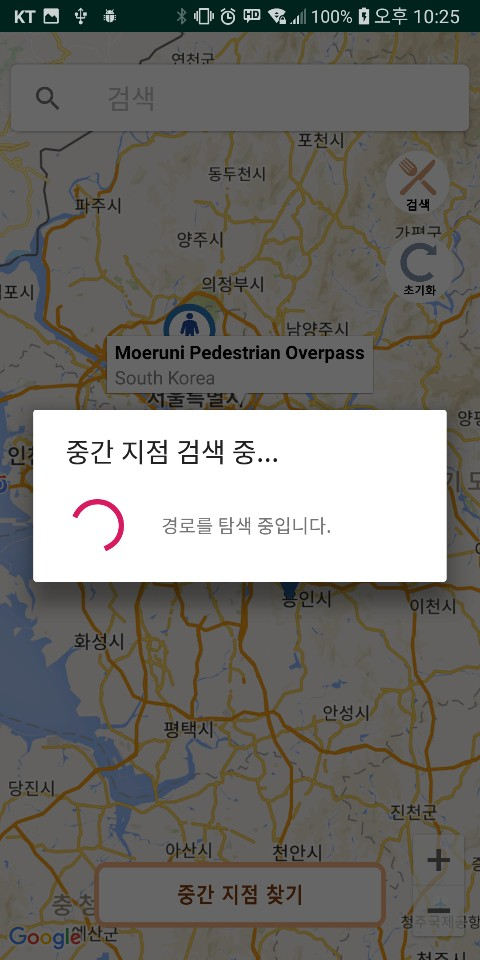 KT 100% 오후 10:25
연천군
검색
포천시
동두천시
파주시
검색
가평군
양주시
초기화
의정부시
포시
남양주시
Moeruni Pedestrian Overpass
South Korea
서울특별시
양평
인천
중간 지점 검색 중...
기도
경로를 탐색 중입니다.
용인시
이천시
화성시
안성시
평택시
당진시
진천군
아산시
천안시
+
중간 지점 찾기
충청
−
청주국제공항
Google
예산군
청주시